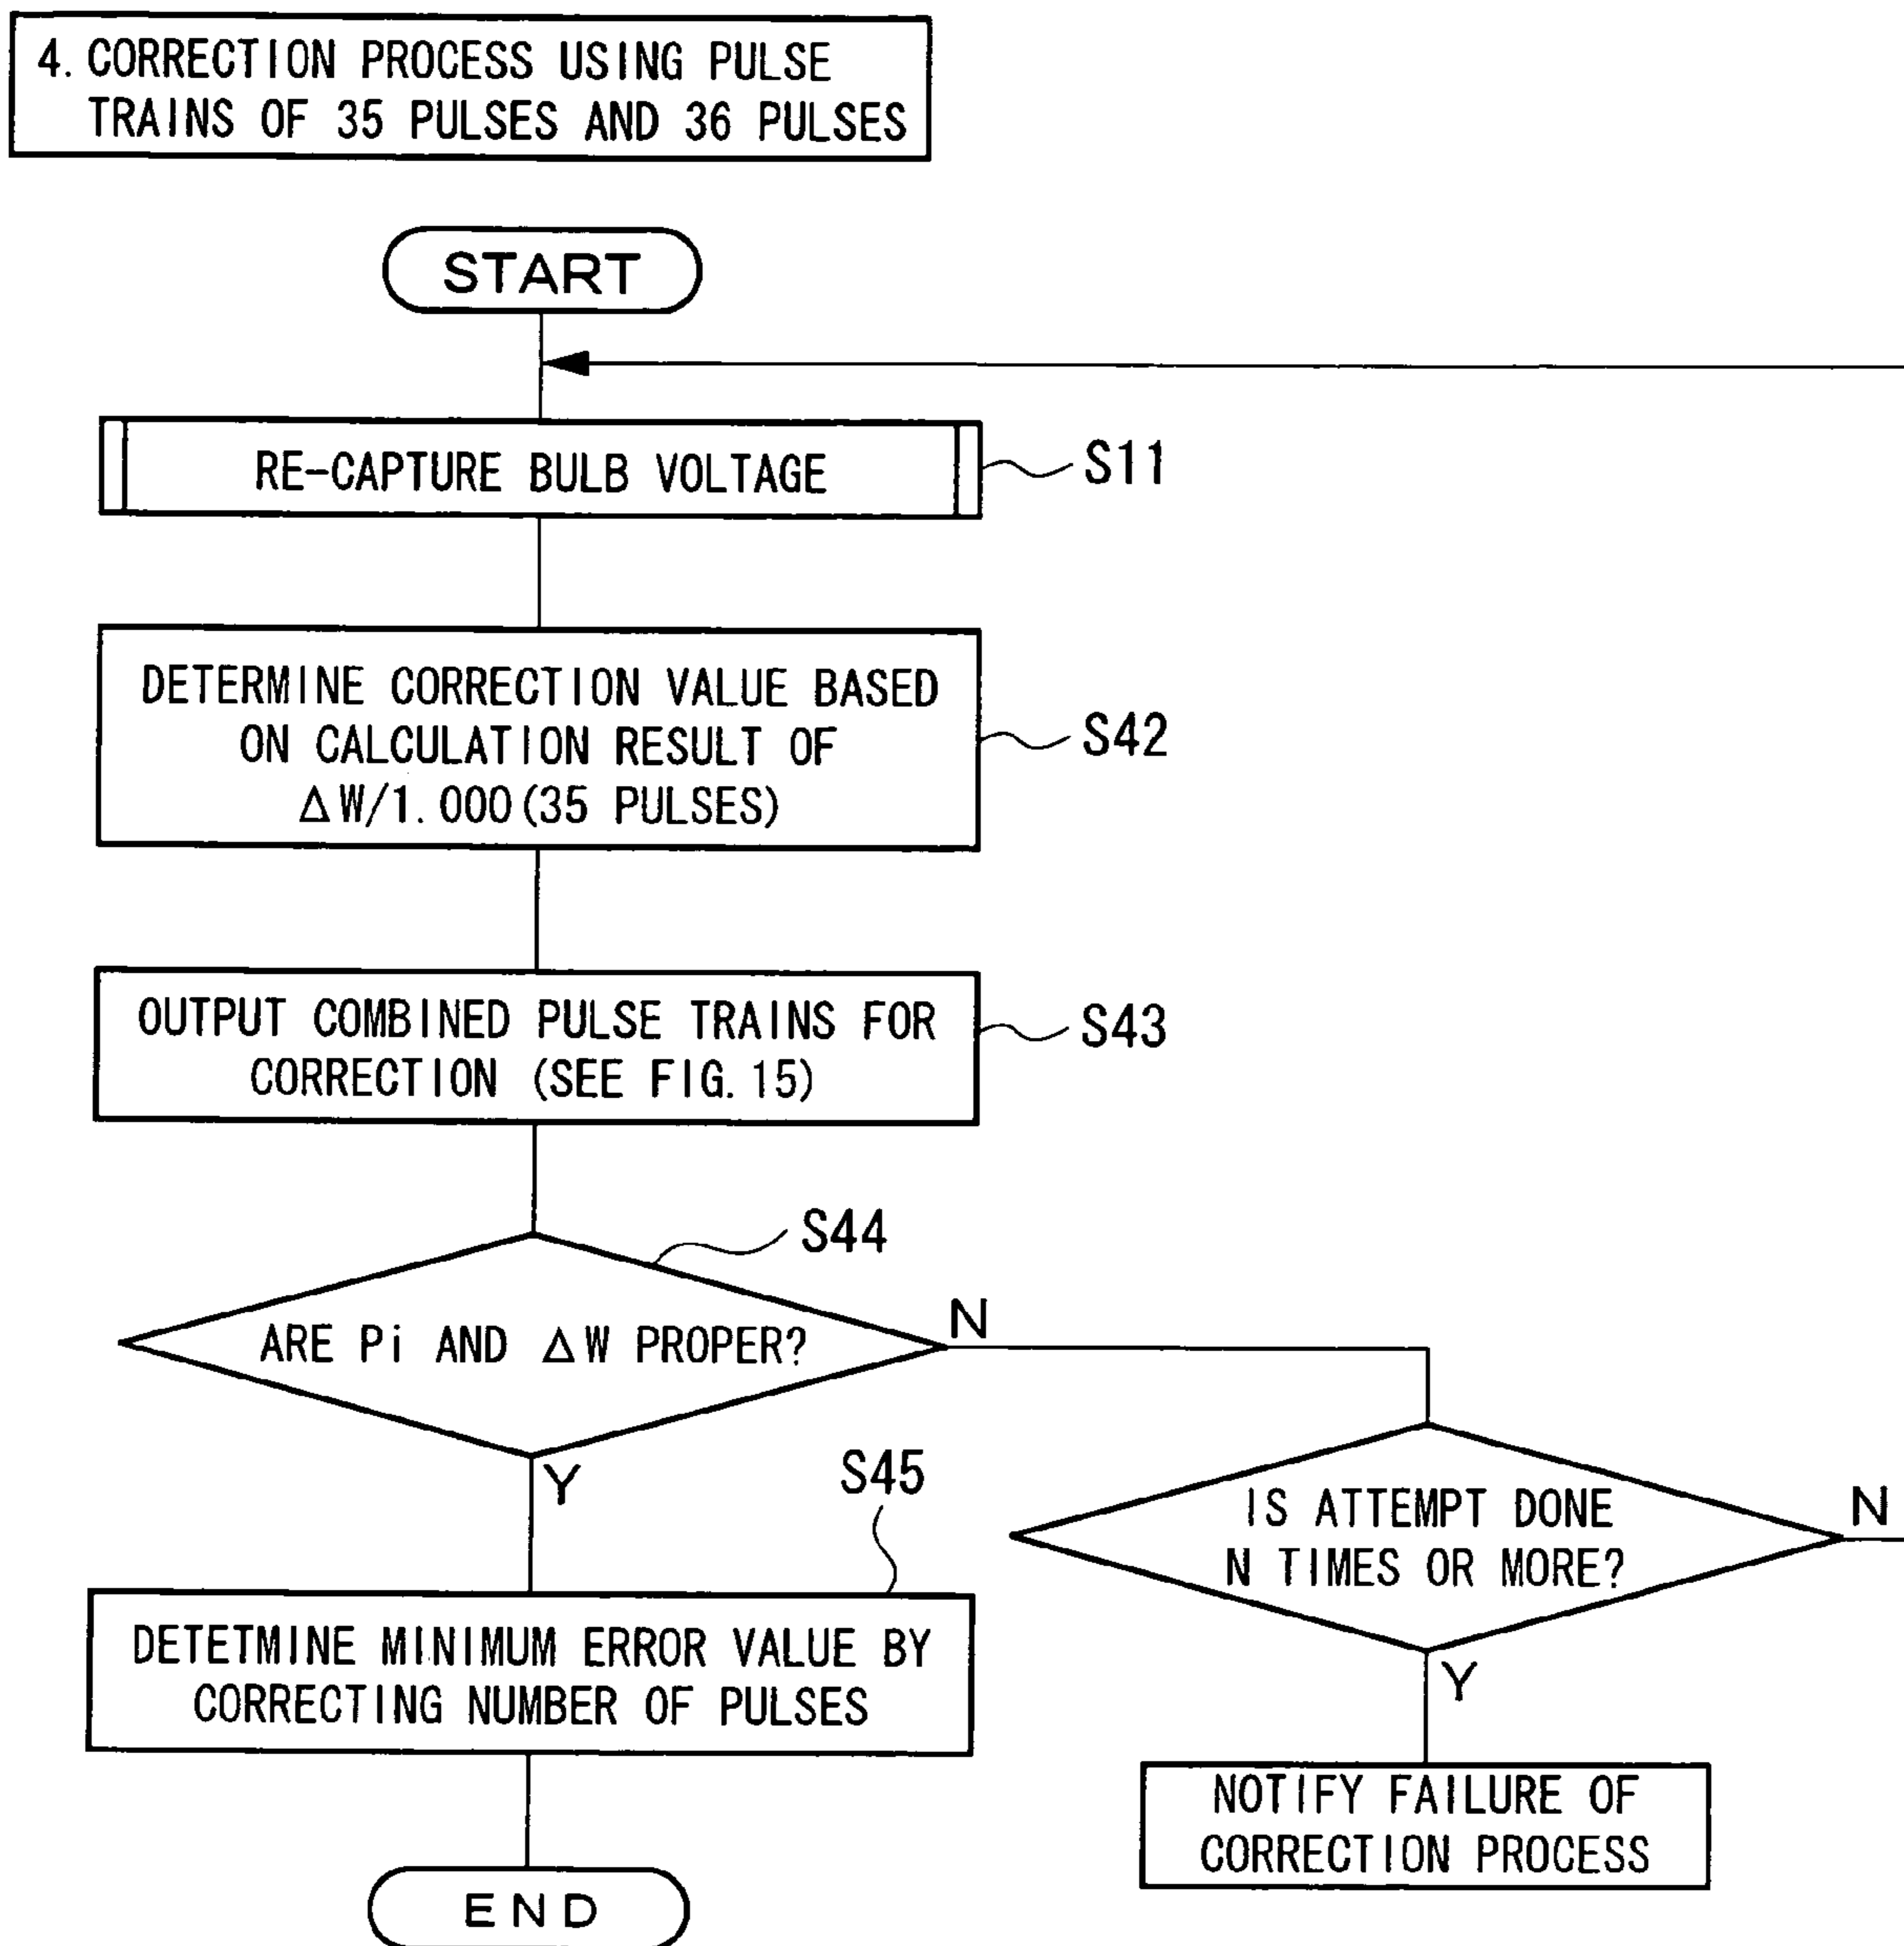 4. CORRECTION PROCESS USING PULSE
TRAINS OF 35 PULSES AND 36 PULSES
START
RE-CAPTURE BULB VOLTAGE
S11
DETERMINE CORRECTION VALUE BASED
ON CALCULATION RESULT OF
ΔW/1.000(35 PULSES)
S42
OUTPUT COMBINED PULSE TRAINS FOR
CORRECTION (SEE FIG. 15)
S43
S44
ARE Pi AND ΔW PROPER?
N
Y
S45
IS ATTEMPT DONE
N TIMES OR MORE?
N
Y
DETETMINE MINIMUM ERROR VALUE BY
CORRECTING NUMBER OF PULSES
NOTIFY FAILURE OF
CORRECTION PROCESS
END